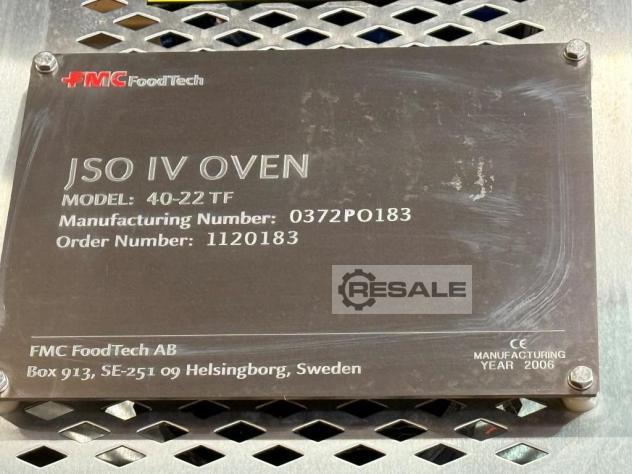 FMC FoodTech
JSO IV OVEN
MODEL: 40-22 TF
Manufacturing Number: 0372PO183
Order Number: 1120183
RESALE
FMC FoodTech AB
Box 913, SE-251 09 Helsingborg, Sweden
CE
MANUFACTURING
YEAR 2006